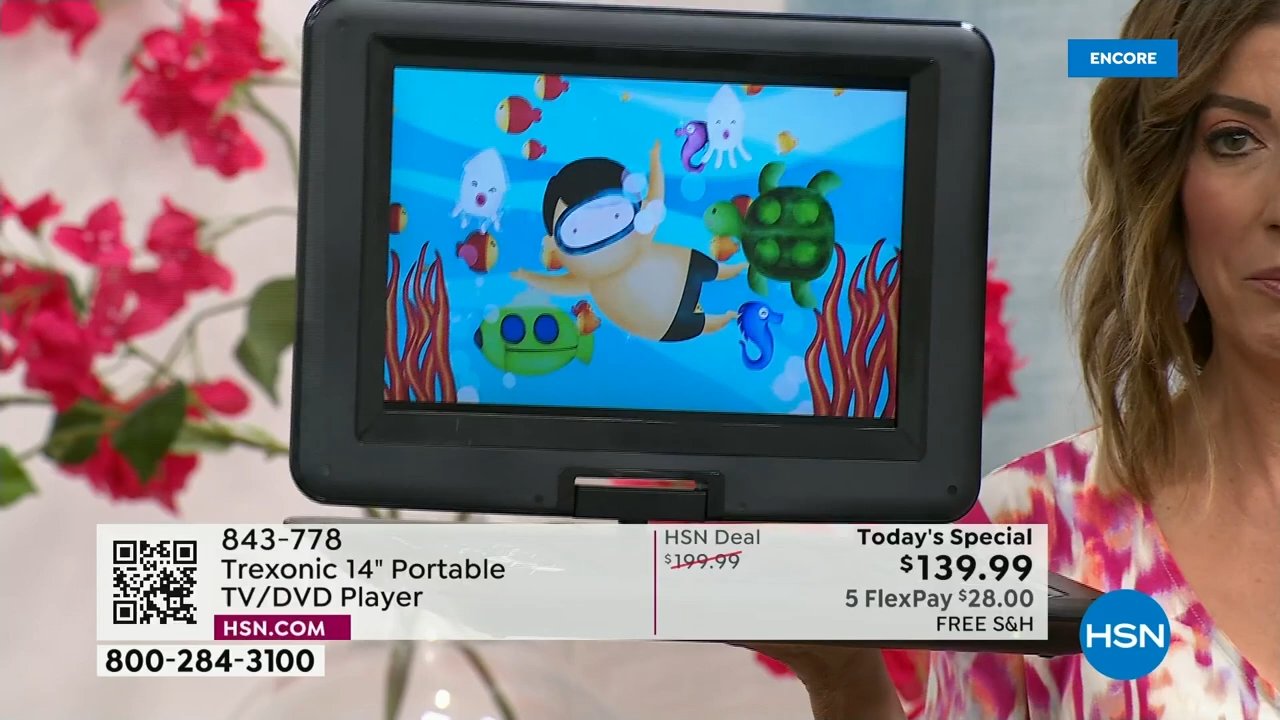 ENCORE
843-778
Trexonic 14" Portable
TV/DVD Player
HSN.COM
800-284-3100
HSN Deal
$199.99
Today's Special
$139.99
5 FlexPay $28.00
FREE S&H
HSN